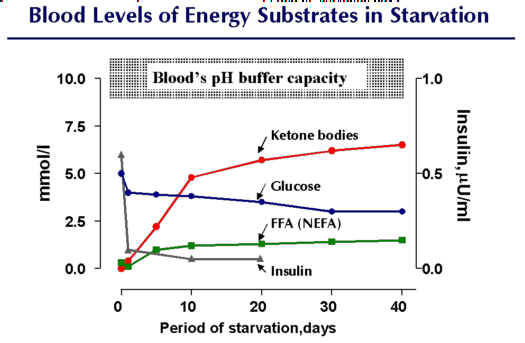 Blood Levels of Energy Substrates in Starvation
Blood's pH buffer capacity
10.0
7.5
5.0
2.5
0.0
mmol/l
1.0
0.5
0.0
Insulin,µU/ml
Ketone bodies
Glucose
FFA (NEFA)
Insulin
0 10 20 30 40
Period of starvation,days